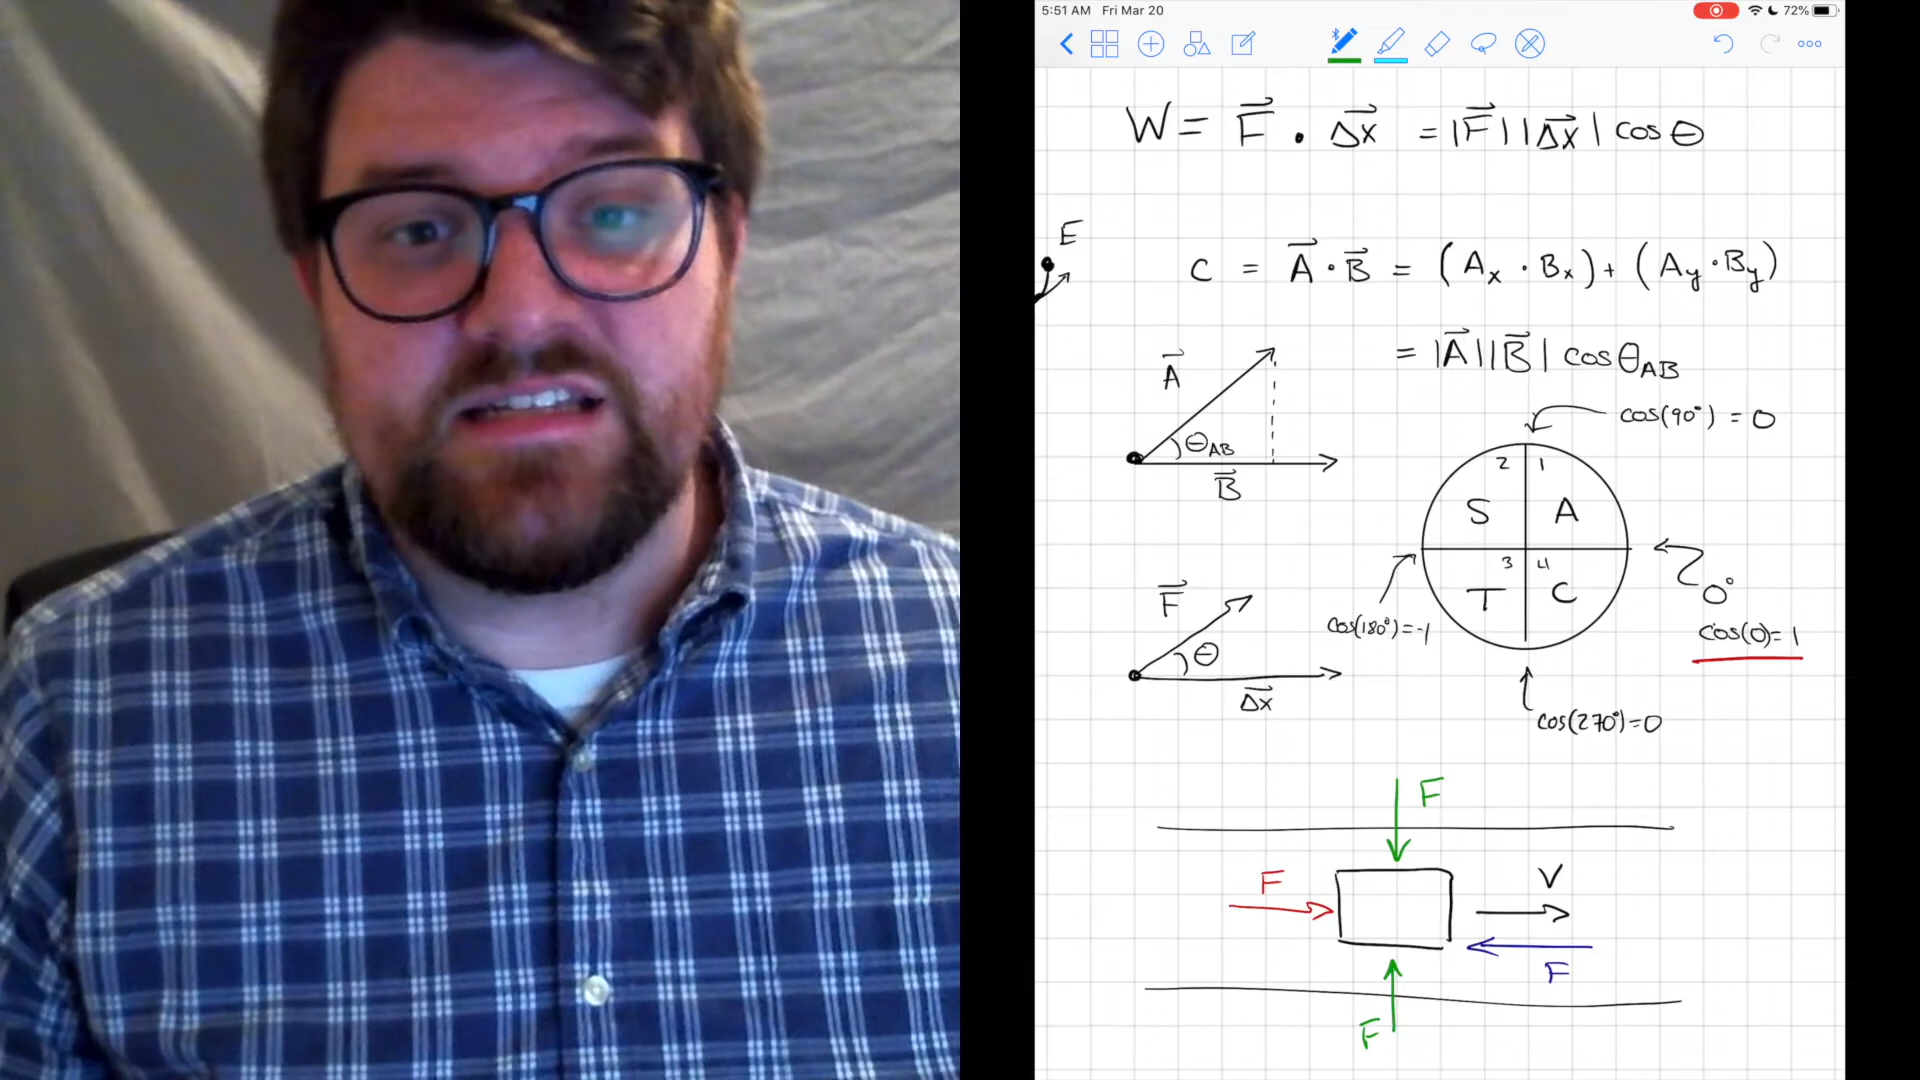 5:51 AM Fri Mar 20 72%
W = F⃗ • Δx⃗ = |F⃗| |Δx⃗| cos θ
E
C = A⃗ · B⃗ = (Ax · Bx) + (Ay · By)
= |A⃗||B⃗| cos θAB
A⃗
θAB
B⃗
cos(90°) = 0
2 1
S A
3 4
T C
0°
cos(0) = 1
cos(180°) = -1
cos(270°) = 0
F⃗
θ
Δx⃗
F
F
V
F
F